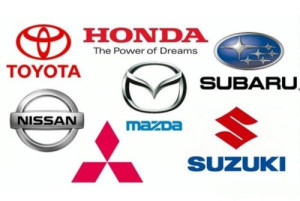 TOYOTA
HONDA
The Power of Dreams
SUBARU
NISSAN
mazda
SUZUKI